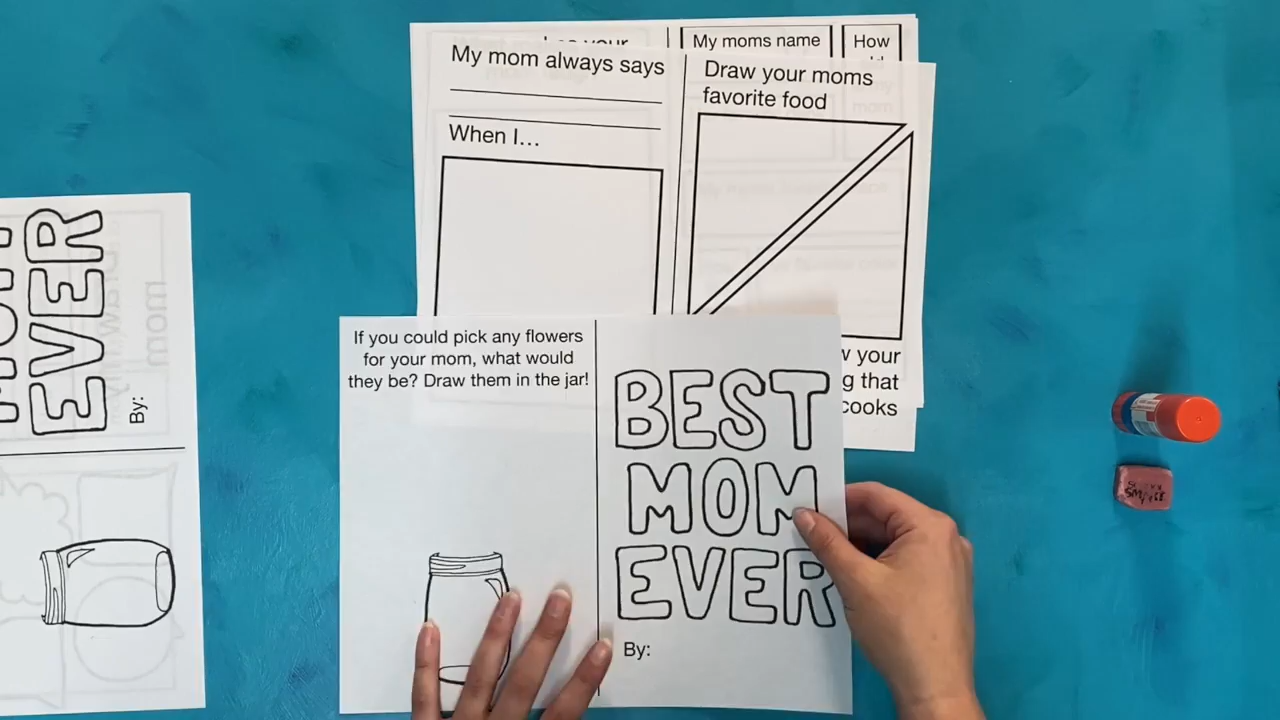 My moms name
How
My mom always says
When I...
Draw your moms
favorite food
w your
g that
cooks
If you could pick any flowers
for your mom, what would
they be? Draw them in the jar!
BEST
MOM
EVER
By:
EVER
By: